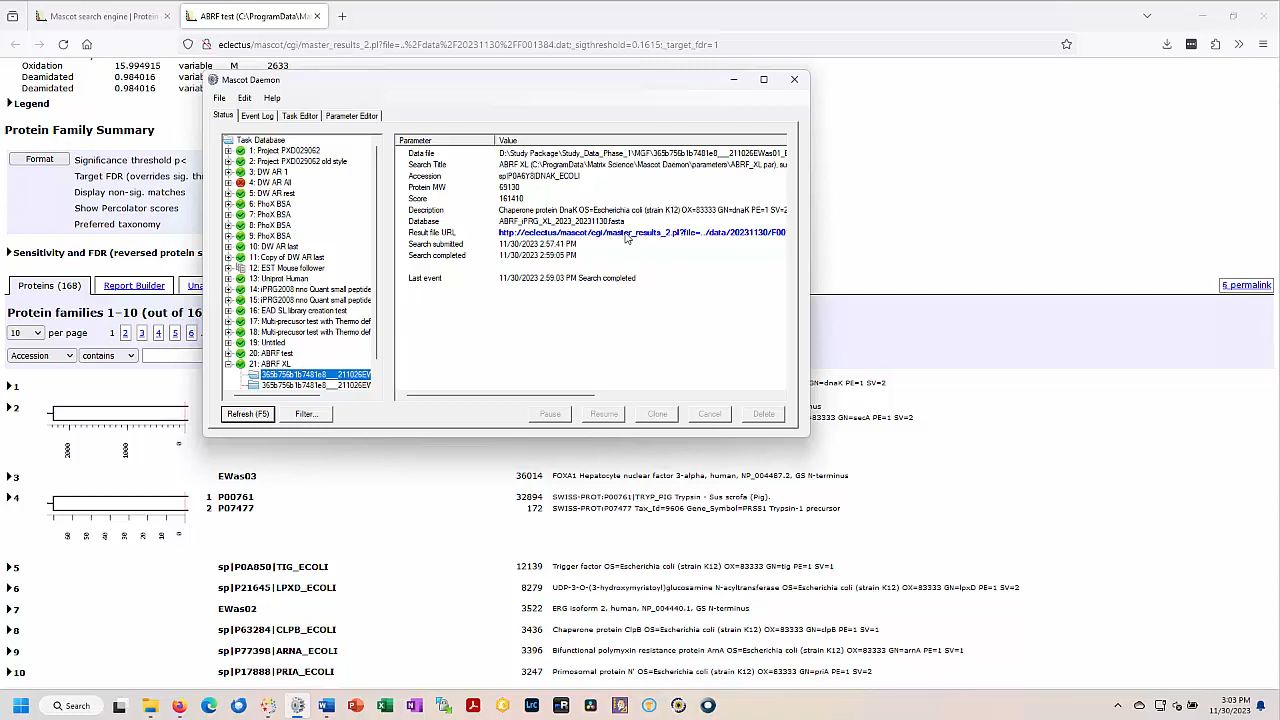 Mascot search engine | Protein
ABRF test (C:\ProgramData\Ma
eclectus/mascot/cgi/master_results_2.pl?file=..%2Fdata%2F20231130%2FF001384.dat;_sigthreshold=0.1615;_target_fdr=1
Oxidation 15.994915 variable M 2633
Deamidated 0.984016 variable
Deamidated 0.984016 variable
Legend
Protein Family Summary
Format
Significance threshold p<
Target FDR (overrides sig. thre
Display non-sig. matches
Show Percolator scores
Preferred taxonomy
Sensitivity and FDR (reversed protein s
Proteins (168) Report Builder Una
§ permalink
Protein families 1–10 (out of 16
10 per page 1 2 3 4 5 6
Accession contains
1
=dnaK PE=1 SV=2
2
GN=secA PE=1 SV=2
2000 1000 0
3 EWas03 36014 FOXA1 Hepatocyte nuclear factor 3-alpha, human, NP_004487.2, GS N-terminus
4
1 P00761 32894 SWISS-PROT:P00761|TRYP_PIG Trypsin - Sus scrofa (Pig).
2 P07477 172 SWISS-PROT:P07477 Tax_Id=9606 Gene_Symbol=PRSS1 Trypsin-1 precursor
60 50 40 30 20 10 0
5 sp|P0A850|TIG_ECOLI 12139 Trigger factor OS=Escherichia coli (strain K12) OX=83333 GN=tig PE=1 SV=1
6 sp|P21645|LPXD_ECOLI 8279 UDP-3-O-(3-hydroxymyristoyl)glucosamine N-acyltransferase OS=Escherichia coli (strain K12) OX=83333 GN=lpxD PE=1 SV=2
7 EWas02 3522 ERG isoform 2, human, NP_004440.1, GS N-terminus
8 sp|P63284|CLPB_ECOLI 3436 Chaperone protein ClpB OS=Escherichia coli (strain K12) OX=83333 GN=clpB PE=1 SV=1
9 sp|P77398|ARNA_ECOLI 3396 Bifunctional polymyxin resistance protein ArnA OS=Escherichia coli (strain K12) OX=83333 GN=arnA PE=1 SV=1
10 sp|P17888|PRIA_ECOLI 3247 Primosomal protein N' OS=Escherichia coli (strain K12) OX=83333 GN=priA PE=1 SV=2
Mascot Daemon
File Edit Help
Status Event Log Task Editor Parameter Editor
Task Database
1: Project PXD029062
2: Project PXD029062 old style
3: DW AR 1
4: DW AR All
5: DW AR rest
6: PhoX BSA
7: PhoX BSA
8: PhoX BSA
9: PhoX BSA
10: DW AR last
11: Copy of DW AR last
12: EST Mouse follower
13: Uniprot Human
14: iPRG2008 nno Quant small peptide
15: iPRG2008 nno Quant small peptide
16: EAD SL library creation test
17: Multi-precusor test with Thermo def
18: Multi-precusor test with Thermo def
19: Untitled
20: ABRF test
21: ABRF XL
365b756b1b7481e8___211026EV
365b756b1b7481e8___211026EV
Parameter Value
Data file D:\Study Package\Study_Data_Phase_1\MGF\365b756b1b7481e8___211026EWas01_E
Search Title ABRF XL (C:\ProgramData\Matrix Science\Mascot Daemon\parameters\ABRF_XL.par), su
Accession sp|P0A6Y8|DNAK_ECOLI
Protein MW 69130
Score 161410
Description Chaperone protein DnaK OS=Escherichia coli (strain K12) OX=83333 GN=dnaK PE=1 SV=2
Database ABRF_iPRG_XL_2023_20231130.fasta
Result file URL http://eclectus/mascot/cgi/master_results_2.pl?file=../data/20231130/F00
Search submitted 11/30/2023 2:57:41 PM
Search completed 11/30/2023 2:59:05 PM
Last event 11/30/2023 2:59:03 PM Search completed
Refresh (F5) Filter... Pause Resume Clone Cancel Delete
Search
3:03 PM
11/30/2023